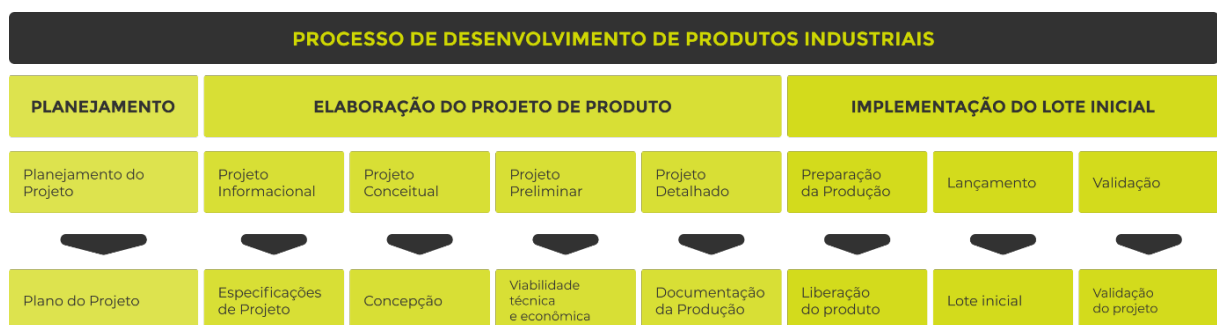 PROCESSO DE DESENVOLVIMENTO DE PRODUTOS INDUSTRIAIS
PLANEJAMENTO
ELABORAÇÃO DO PROJETO DE PRODUTO
IMPLEMENTAÇÃO DO LOTE INICIAL
Planejamento do
Projeto
Projeto
Informacional
Projeto
Conceitual
Projeto
Preliminar
Projeto
Detalhado
Preparação
da Produção
Lançamento
Validação
Plano do Projeto
Especificações
de Projeto
Concepção
Viabilidade
técnica
e econômica
Documentação
da Produção
Liberação
do produto
Lote inicial
Validação
do projeto